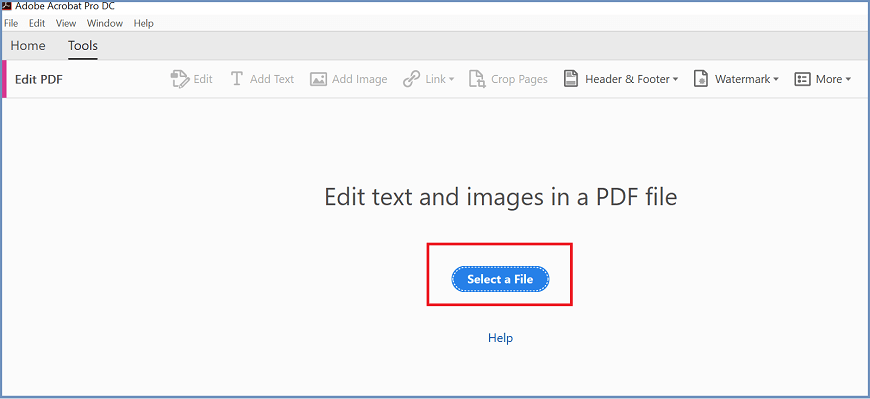 Adobe Acrobat Pro DC
File Edit View Window Help
Home Tools
Edit PDF Edit Add Text Add Image Link Crop Pages Header & Footer Watermark More
Edit text and images in a PDF file
Select a File
Help